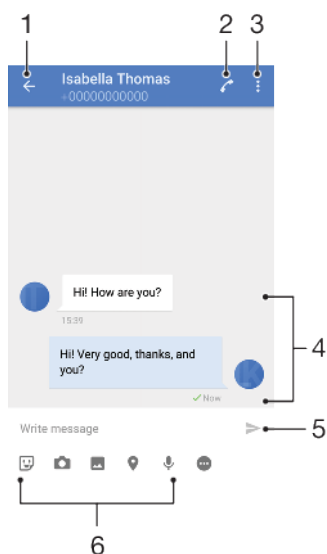 1
2
3
Isabella Thomas
+00000000000
Hi! How are you?
15:39
Hi! Very good, thanks, and
you?
Now
4
Write message
5
6